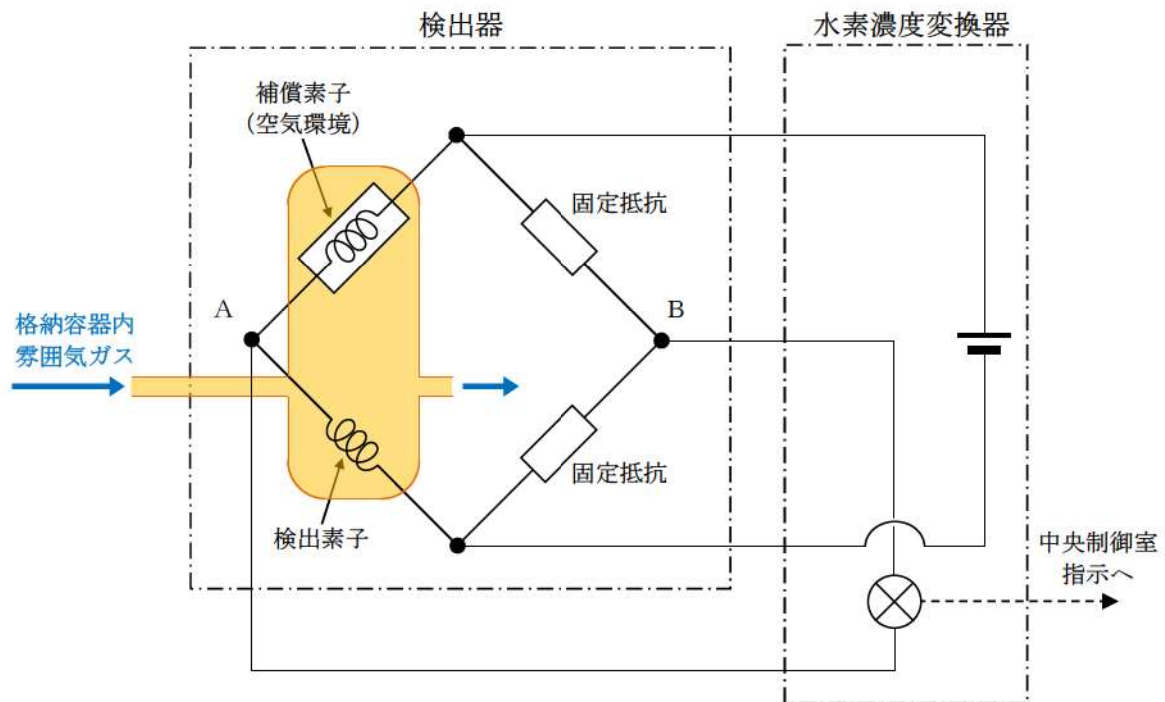 検出器
水素濃度変換器
補償素子
(空気環境)
固定抵抗
A
B
格納容器内
雰囲気ガス
固定抵抗
検出素子
中央制御室
指示へ